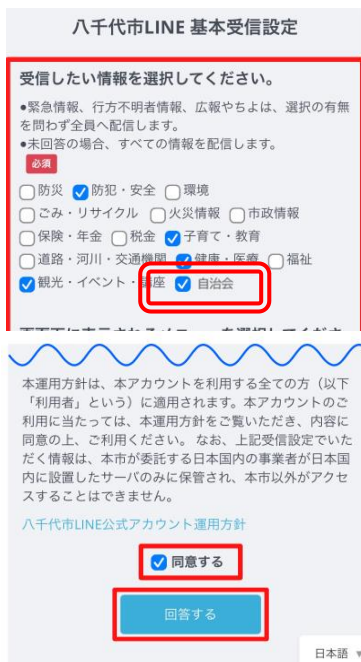 八千代市LINE 基本受信設定
受信したい情報を選択してください。
●緊急情報、行方不明者情報、広報やちよは、選択の有無
を問わず全員へ配信します。
●未回答の場合、すべての情報を配信します。
必須
防災 防犯・安全 環境
ごみ・リサイクル 火災情報 市政情報
保険・年金 税金 子育て・教育
道路・河川・交通機関 健康・医療 福祉
観光・イベント・講座 自治会
本運用方針は、本アカウントを利用する全ての方（以下
「利用者」という）に適用されます。本アカウントのご
利用に当たっては、本運用方針をご覧いただき、内容に
同意の上、ご利用ください。 なお、上記受信設定でいた
だく情報は、本市が委託する日本国内の事業者が日本国
内に設置したサーバのみに保管され、本市以外がアクセ
スすることはできません。
八千代市LINE公式アカウント運用方針
同意する
回答する
日本語